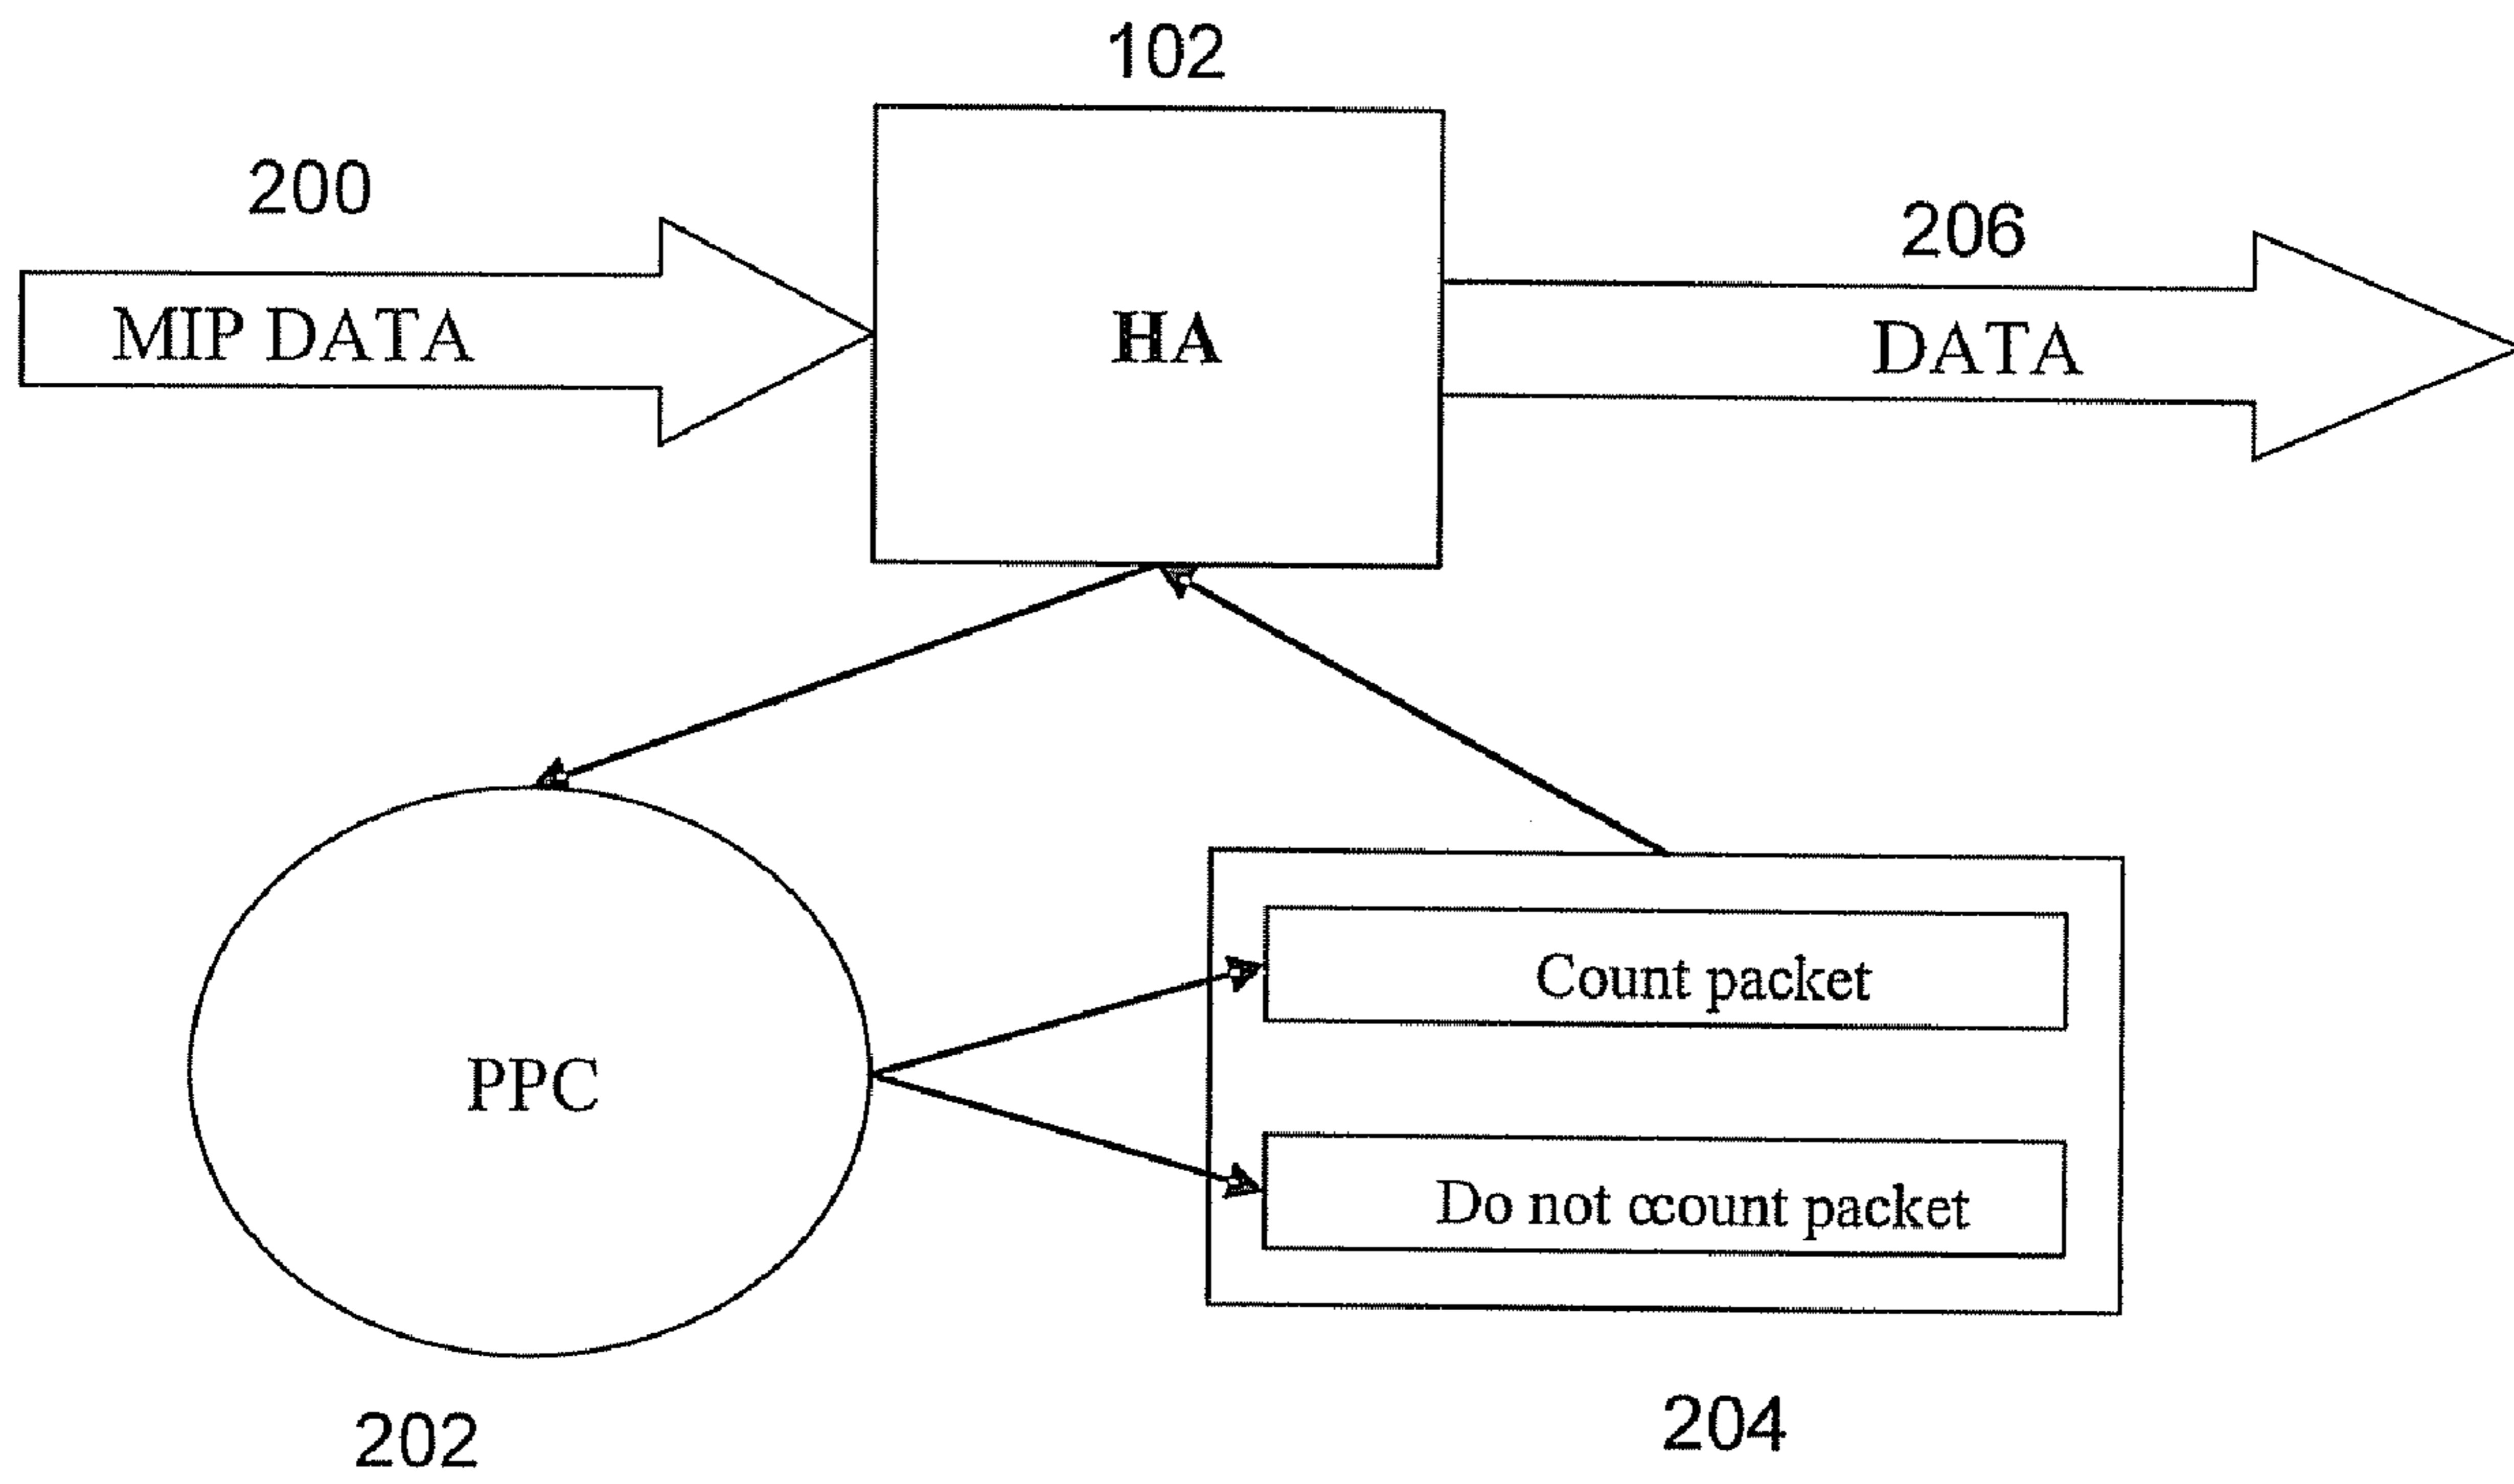 102
200
206
MIP DATA
HA
DATA
Count packet
PPC
Do not ccount packet
202
204